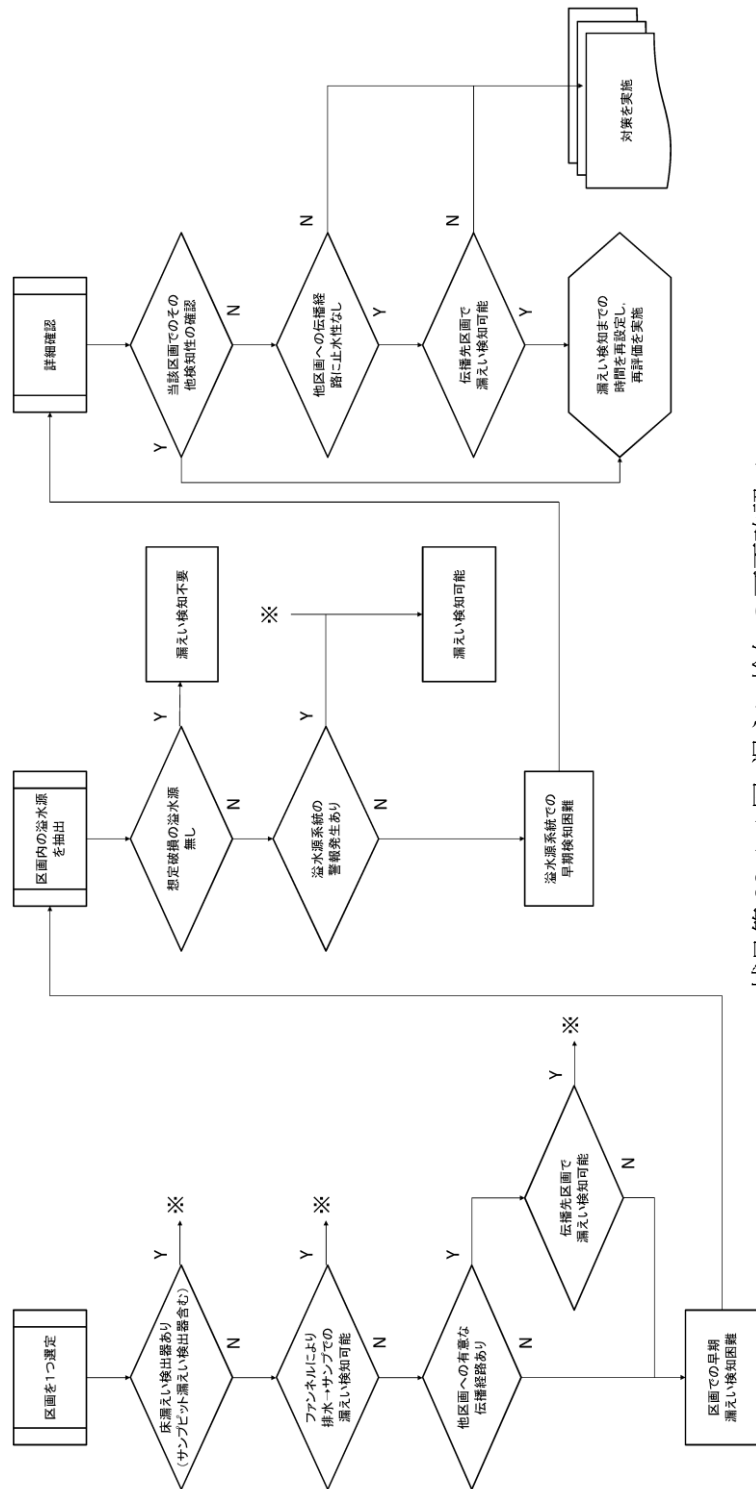 区画を1つ選定
床漏えい検出器あり
(サンプピット漏えい検出器含む)
Y
※
N
ファンネルにより
排水→サンプでの
漏えい検知可能
Y
※
N
他区画への有意な
伝播経路あり
Y
N
伝播先区画で
漏えい検知可能
Y
※
N
区画での早期
漏えい検知困難
区画内の溢水源
を抽出
想定破損の溢水源
無し
Y
漏えい検知不要
N
溢水源系統の
警報発生あり
Y
※
漏えい検知可能
N
溢水源系統での
早期検知困難
詳細確認
当該区画でのその
他検知性の確認
Y
N
他区画への伝播経
路に止水性なし
N
Y
伝播先区画で
漏えい検知可能
N
Y
漏えい検知までの
時間を再設定し,
再評価を実施
対策を実施